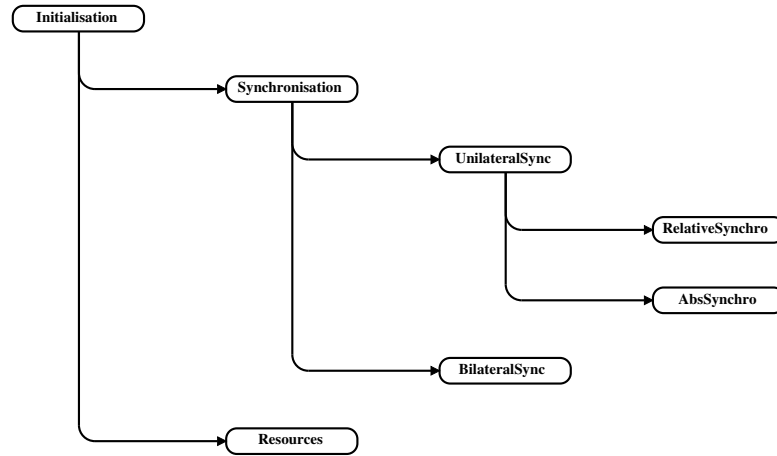 Initialisation
Synchronisation
UnilateralSync
RelativeSynchro
AbsSynchro
BilateralSync
Resources